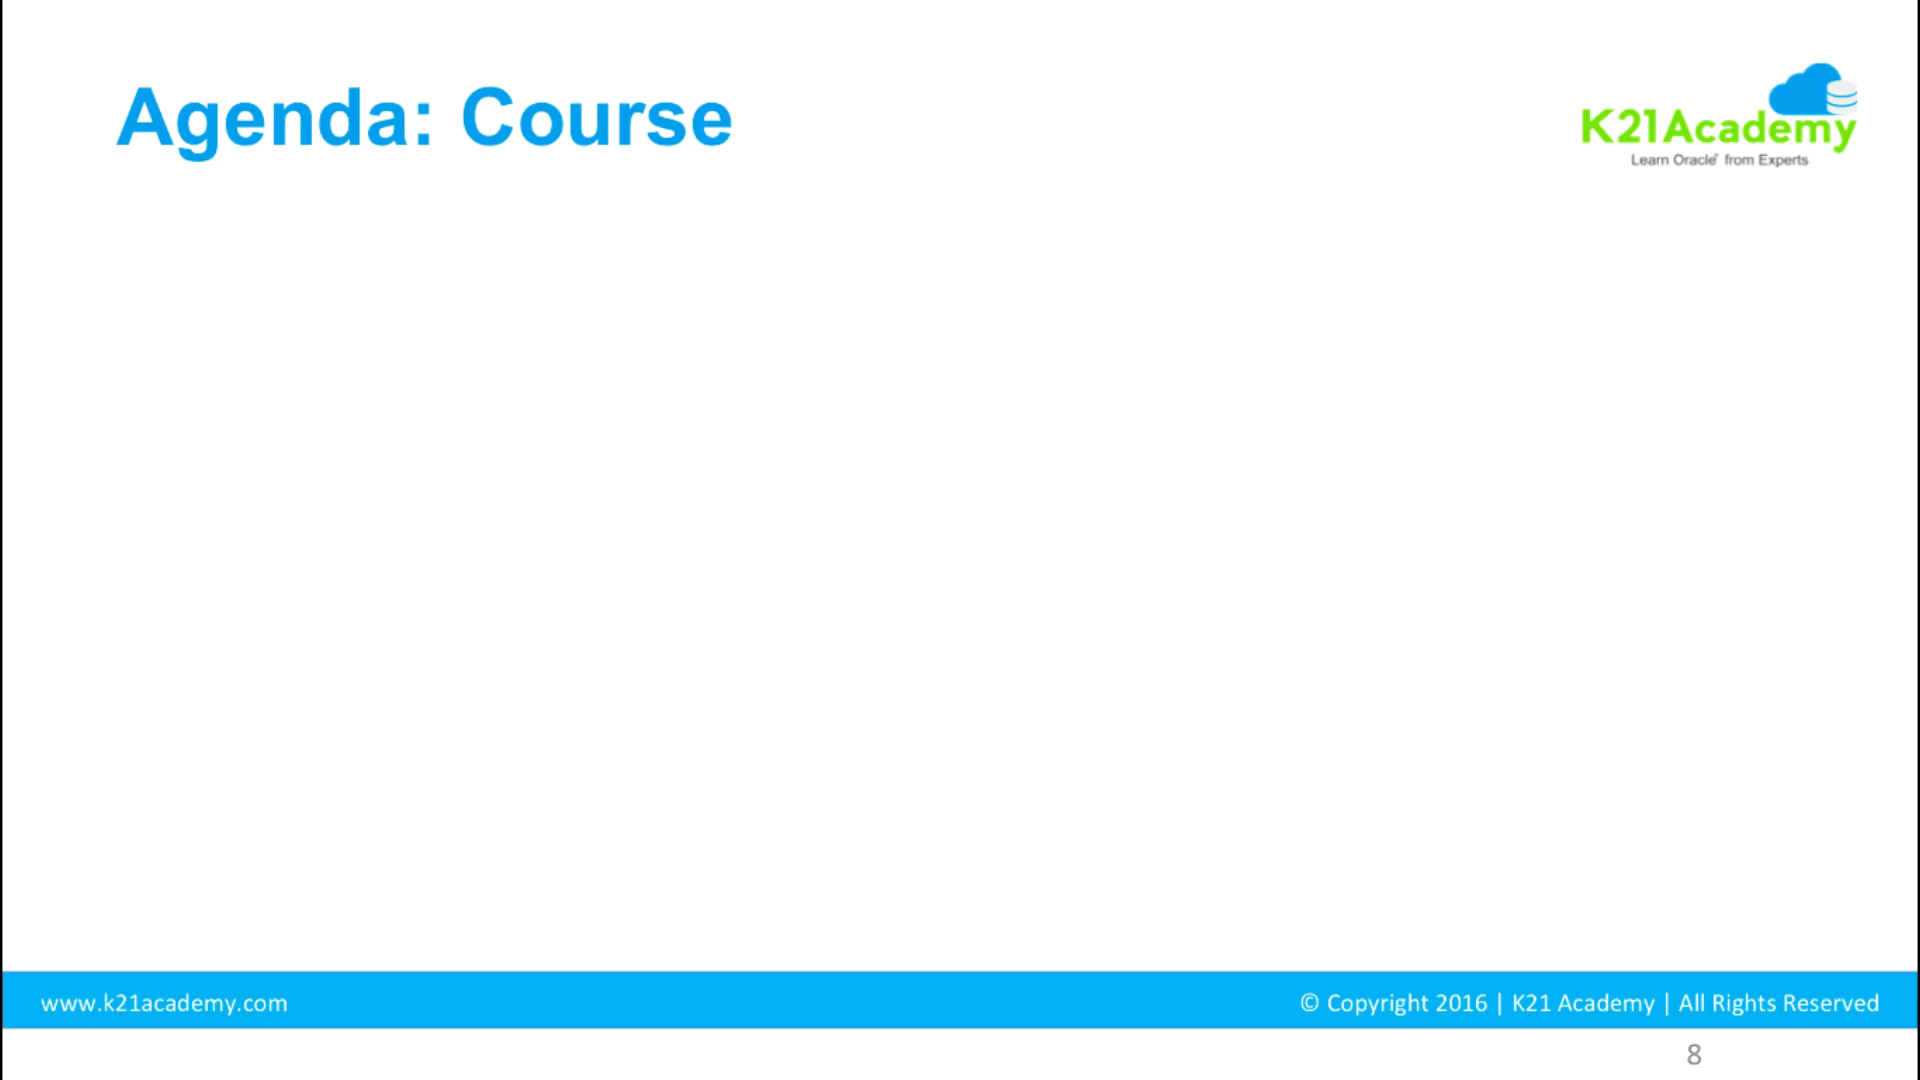 Agenda: Course
K21Academy
Learn Oracle® from Experts
www.k21academy.com
© Copyright 2016 | K21 Academy | All Rights Reserved
8